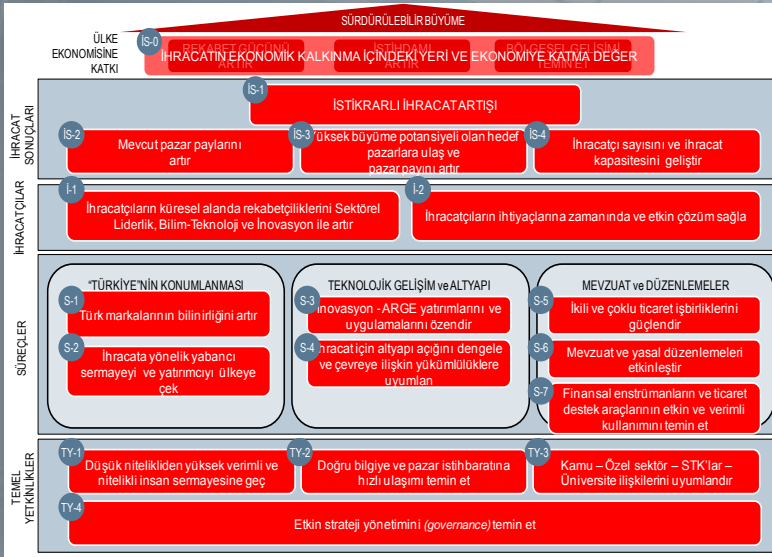 SÜRDÜRÜLEBİLİR BÜYÜME
ÜLKE
EKONOMİSİNE
KATKI
İS-0
REKABET GÜCÜNÜ
ARTIR
İSTİHDAMI
ARTIR
BÖLGESEL GELİŞİMİ
TEMİN ET
İHRACATIN EKONOMİK KALKINMA İÇİNDEKİ YERİ VE EKONOMİYE KATMA DEĞER
İHRACAT
SONUÇLARI
İS-1
İSTİKRARLI İHRACAT ARTIŞI
İS-2
Mevcut pazar paylarını
artır
İS-3
Yüksek büyüme potansiyeli olan hedef
pazarlara ulaş ve
pazar payını artır
İS-4
İhracatçı sayısını ve ihracat
kapasitesini geliştir
İHRACATÇILAR
İ-1
İhracatçıların küresel alanda rekabetçiliklerini Sektörel
Liderlik, Bilim-Teknoloji ve İnovasyon ile artır
İ-2
İhracatçıların ihtiyaçlarına zamanında ve etkin çözüm sağla
SÜREÇLER
"TÜRKİYE"NİN KONUMLANMASI
S-1
Türk markalarının bilinirliğini artır
S-2
İhracata yönelik yabancı
sermayeyi ve yatırımcıyı ülkeye
çek
TEKNOLOJİK GELİŞİM ve ALTYAPI
S-3
İnovasyon -ARGE yatırımlarını ve
uygulamalarını özendir
S-4
İhracat için altyapı açığını dengele
ve çevreye ilişkin yükümlülüklere
uyumlan
MEVZUAT ve DÜZENLEMELER
S-5
İkili ve çoklu ticaret işbirliklerini
güçlendir
S-6
Mevzuat ve yasal düzenlemeleri
etkinleştir
S-7
Finansal enstrümanların ve ticaret
destek araçlarının etkin ve verimli
kullanımını temin et
TEMEL
YETKİNLİKLER
TY-1
Düşük nitelikliden yüksek verimli ve
nitelikli insan sermayesine geç
TY-2
Doğru bilgiye ve pazar istihbaratına
hızlı ulaşımı temin et
TY-3
Kamu – Özel sektör – STK'lar –
Üniversite ilişkilerini uyumlandır
TY-4
Etkin strateji yönetimini (governance) temin et